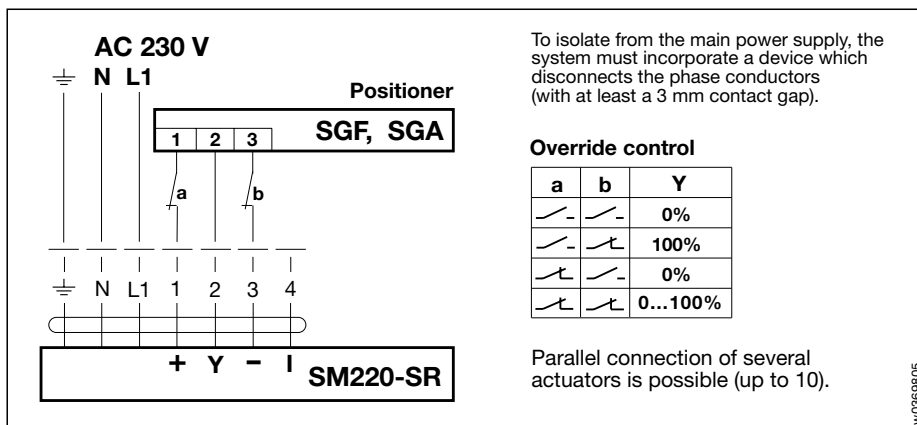 AC 230 V
N L1
Positioner
SGF, SGA
1 2 3
a b
N L1 1 2 3 4
+ Y −
SM220-SR
To isolate from the main power supply, the
system must incorporate a device which
disconnects the phase conductors
(with at least a 3 mm contact gap).
Override control
a b Y
0%
100%
0%
0...100%
Parallel connection of several
actuators is possible (up to 10).